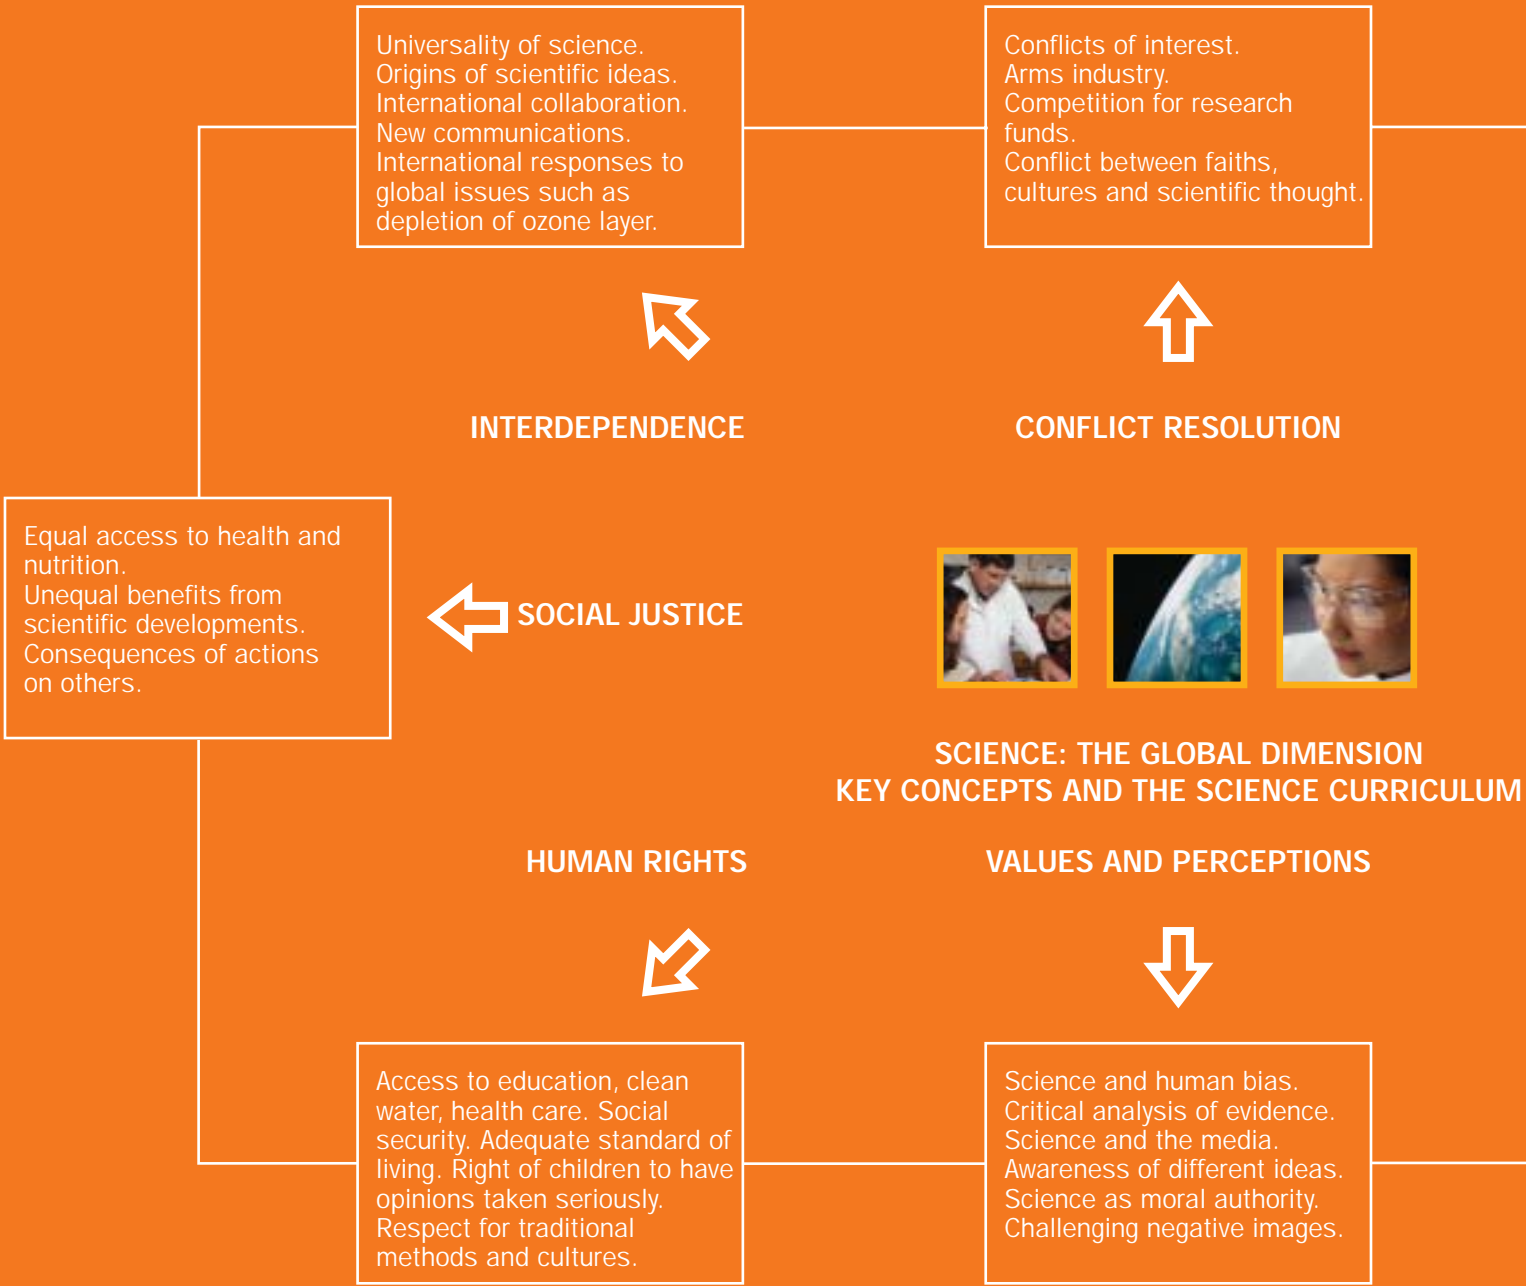 Universality of science.
Origins of scientific ideas.
International collaboration.
New communications.
International responses to
global issues such as
depletion of ozone layer.
Conflicts of interest.
Arms industry.
Competition for research
funds.
Conflict between faiths,
cultures and scientific thought.
INTERDEPENDENCE
CONFLICT RESOLUTION
Equal access to health and
nutrition.
Unequal benefits from
scientific developments.
Consequences of actions
on others.
SOCIAL JUSTICE
SCIENCE: THE GLOBAL DIMENSION
KEY CONCEPTS AND THE SCIENCE CURRICULUM
HUMAN RIGHTS
VALUES AND PERCEPTIONS
Access to education, clean
water, health care. Social
security. Adequate standard of
living. Right of children to have
opinions taken seriously.
Respect for traditional
methods and cultures.
Science and human bias.
Critical analysis of evidence.
Science and the media.
Awareness of different ideas.
Science as moral authority.
Challenging negative images.